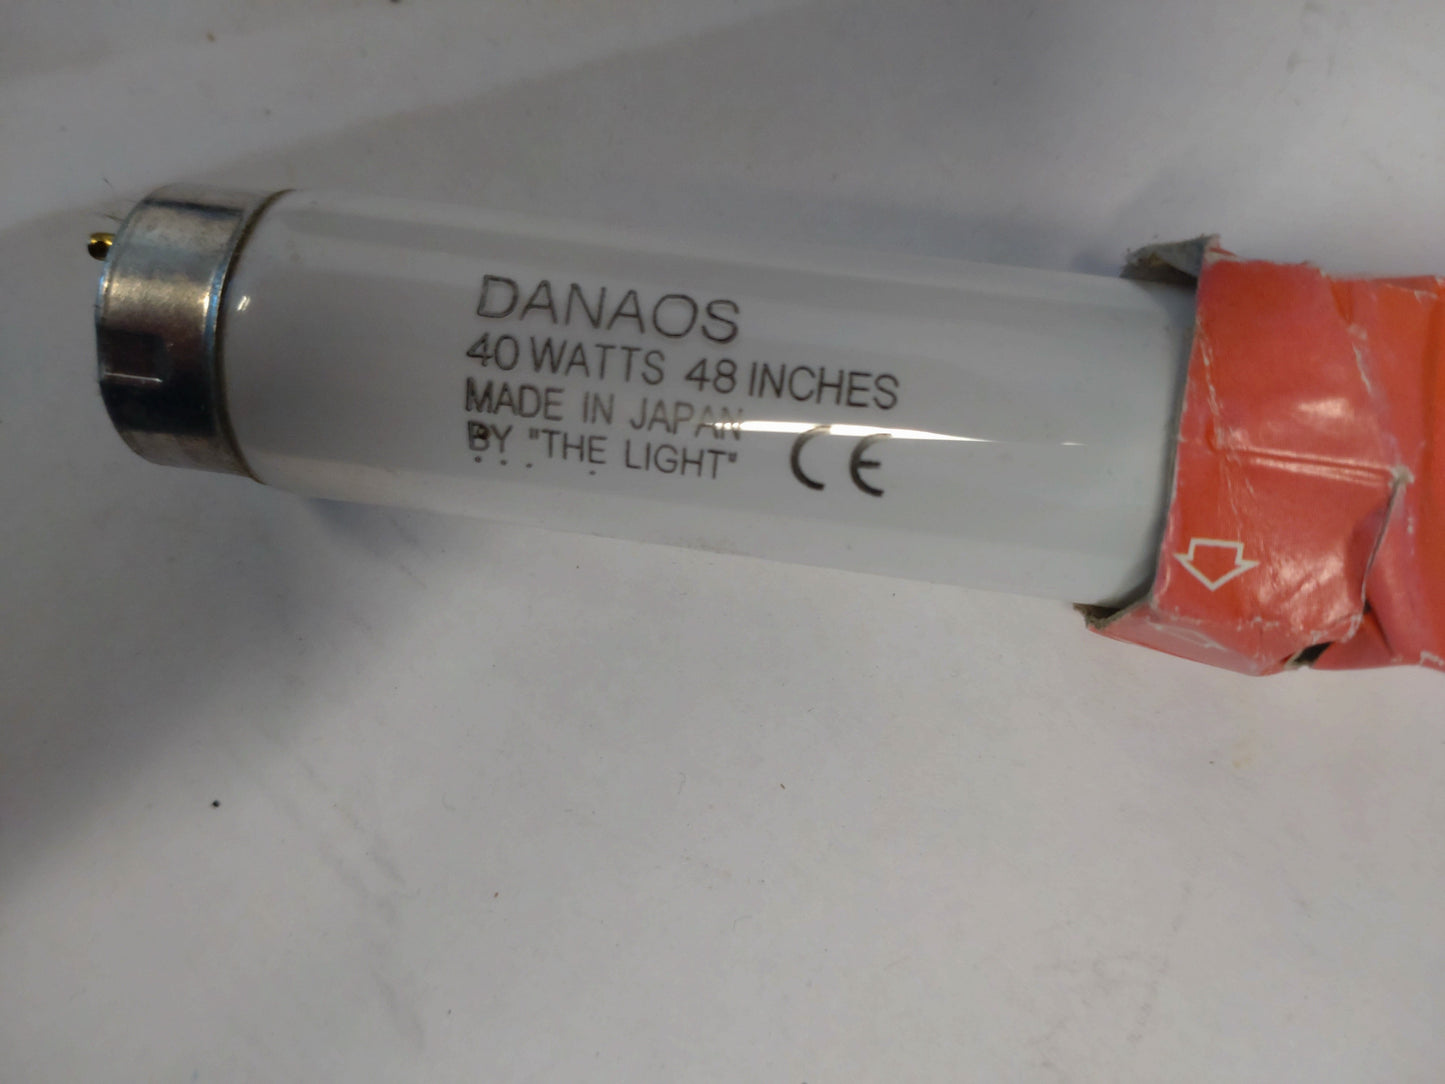 DANAOS
40 WATTS 48 INCHES
MADE IN JAPAN
BY "THE LIGHT" CE